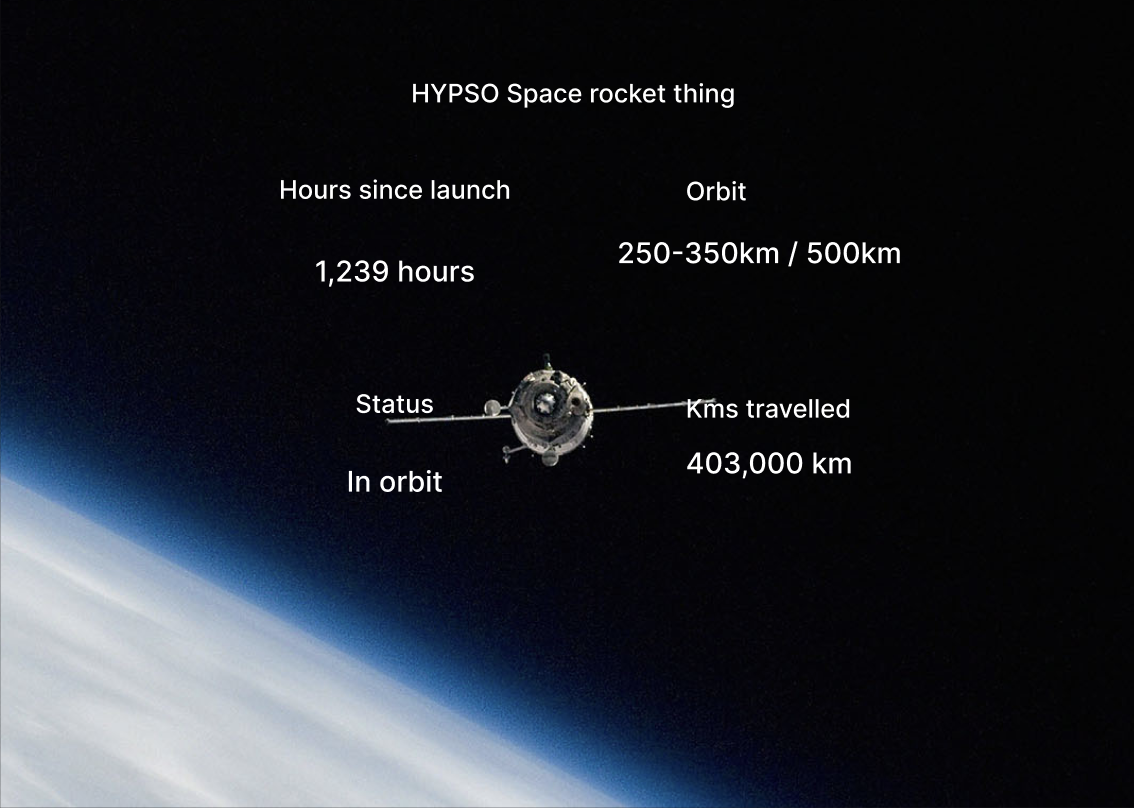 HYPSO Space rocket thing
Hours since launch
1,239 hours
Orbit
250-350km / 500km
Status
In orbit
Kms travelled
403,000 km